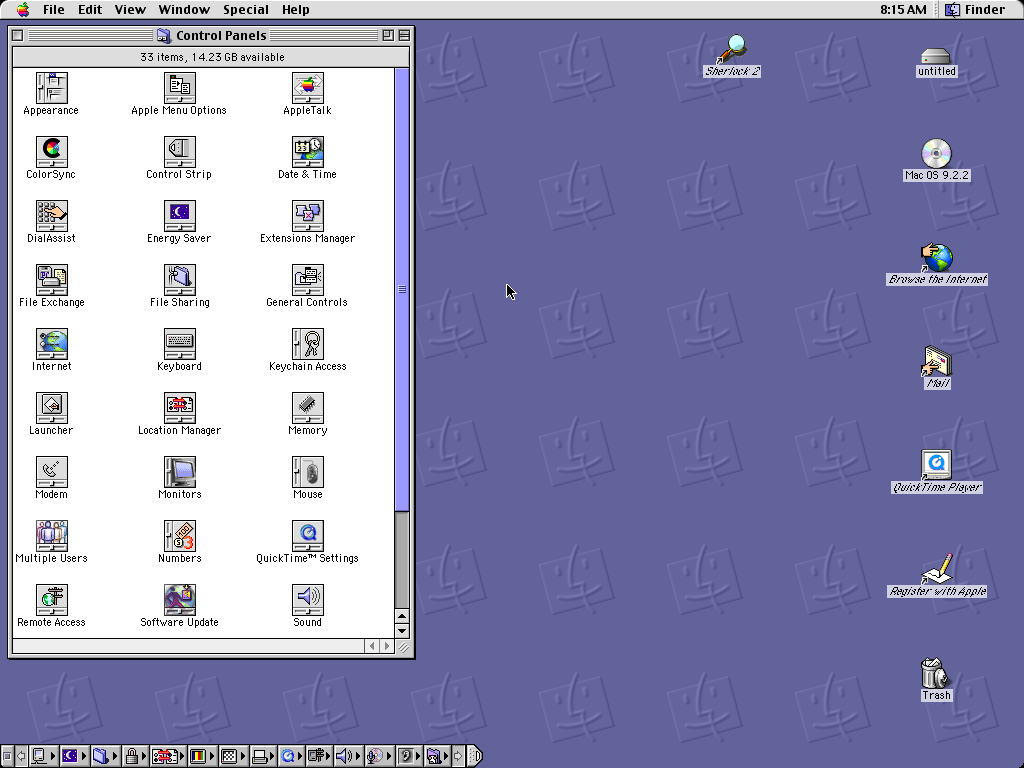 File Edit View Window Special Help 8:15 AM Finder
Control Panels
33 items, 14.23 GB available
Appearance Apple Menu Options AppleTalk
ColorSync Control Strip Date & Time
DialAssist Energy Saver Extensions Manager
File Exchange File Sharing General Controls
Internet Keyboard Keychain Access
Launcher Location Manager Memory
Modem Monitors Mouse
Multiple Users Numbers QuickTime™ Settings
Remote Access Software Update Sound
Sherlock 2
untitled
Mac OS 9.2.2
Browse the Internet
Mail
QuickTime Player
Register with Apple
Trash